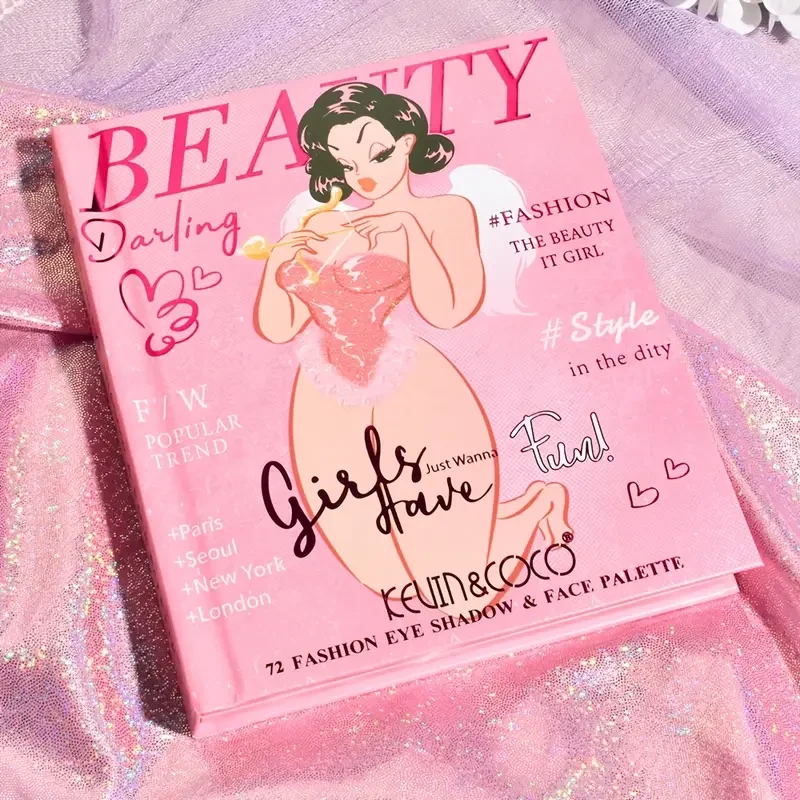 BEAUTY
Darling
#FASHION
THE BEAUTY
IT GIRL
# Style
in the dity
F / W
POPULAR
TREND
Girls
Just Wanna
Have
Fun!
+Paris
+Seoul
+New York
+London
KEVIN&COCO®
72 FASHION EYE SHADOW & FACE PALETTE